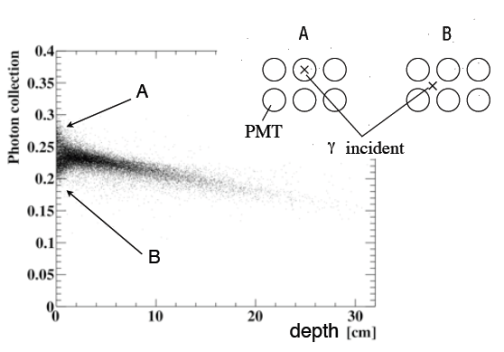 A
B
PMT
γ incident
Photon collection
0.4
0.35
0.3
0.25
0.2
0.15
0.1
0.05
0
A
B
0
10
20
30
depth [cm]